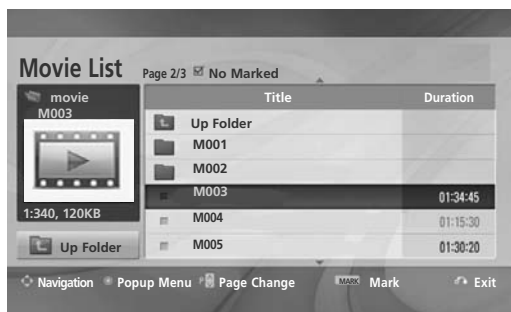 Movie List Page 2/3 No Marked
movie
M003
1:340, 120KB
Up Folder
Title Duration
Up Folder
M001
M002
M003 01:34:45
M004 01:15:30
M005 01:30:20
Navigation Popup Menu Page Change MARK Mark Exit